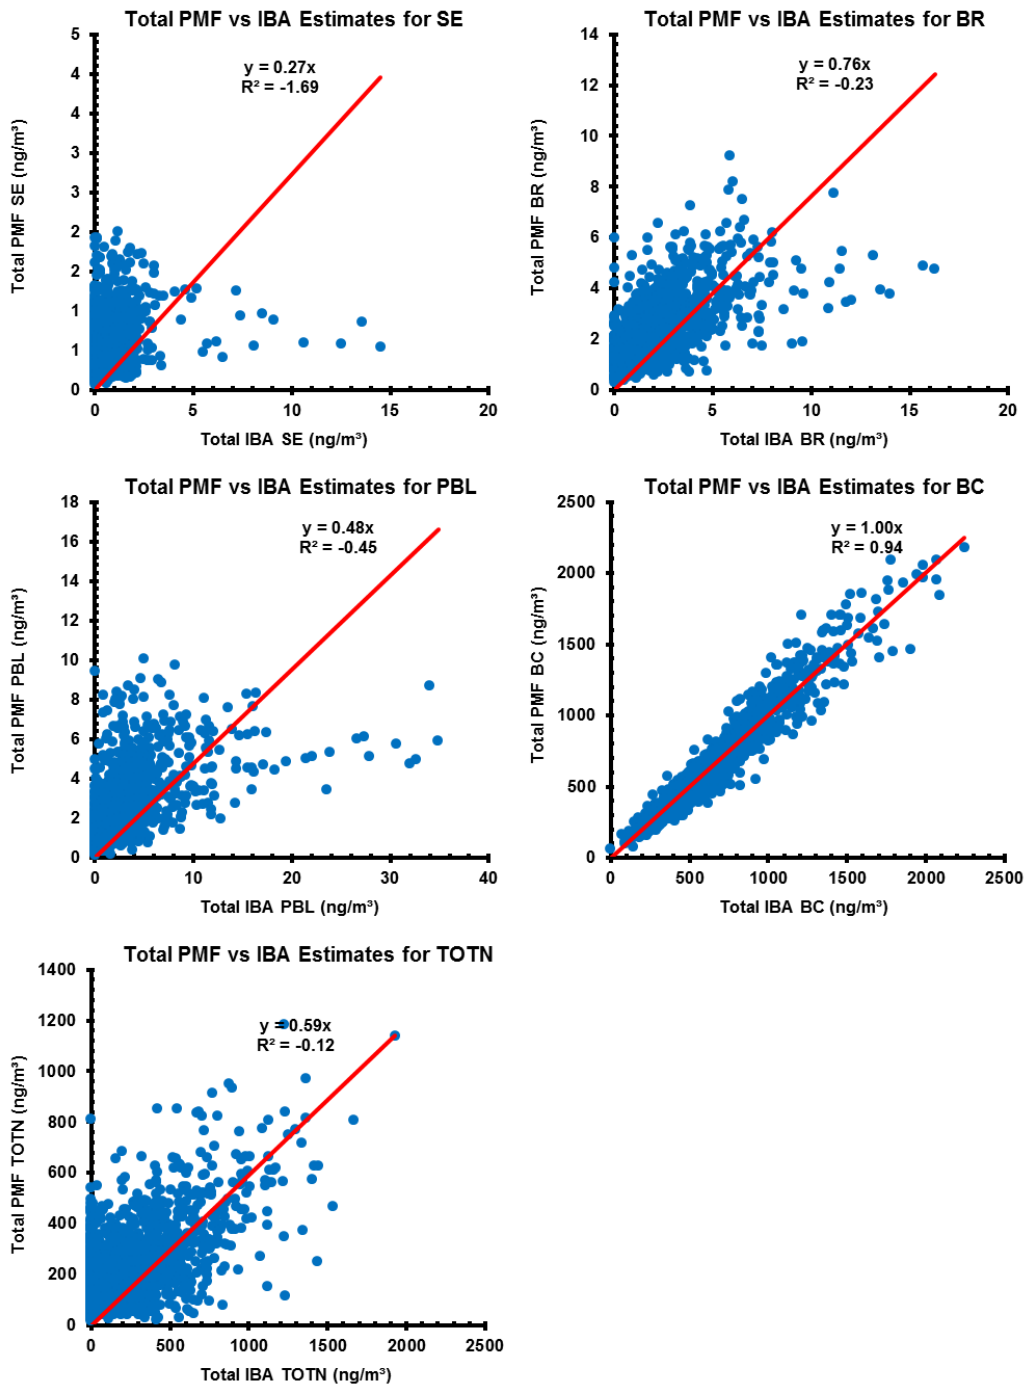 Total PMF vs IBA Estimates for SE
y = 0.27x
R² = -1.69
Total PMF SE (ng/m³)
5
4
4
3
3
2
2
1
1
0
0 5 10 15 20
Total IBA SE (ng/m³)
Total PMF vs IBA Estimates for BR
y = 0.76x
R² = -0.23
Total PMF BR (ng/m³)
14
12
10
8
6
4
2
0
0 5 10 15 20
Total IBA BR (ng/m³)
Total PMF vs IBA Estimates for PBL
y = 0.48x
R² = -0.45
Total PMF PBL (ng/m³)
18
16
14
12
10
8
6
4
2
0
0 10 20 30 40
Total IBA PBL (ng/m³)
Total PMF vs IBA Estimates for BC
y = 1.00x
R² = 0.94
Total PMF BC (ng/m³)
2500
2000
1500
1000
500
0
0 500 1000 1500 2000 2500
Total IBA BC (ng/m³)
Total PMF vs IBA Estimates for TOTN
y = 0.59x
R² = -0.12
Total PMF TOTN (ng/m³)
1400
1200
1000
800
600
400
200
0
0 500 1000 1500 2000 2500
Total IBA TOTN (ng/m³)